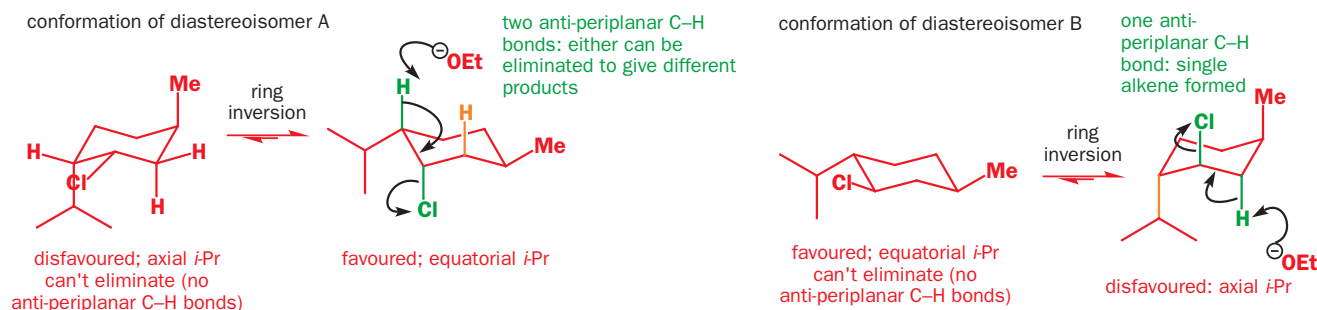 conformation of diastereoisomer A
Me
H
H
Cl
H
disfavoured; axial i-Pr
can't eliminate (no
anti-periplanar C–H bonds)
ring
inversion
two anti-periplanar C–H
bonds: either can be
eliminated to give different
products
⊖
OEt
H
H
Me
Cl
favoured; equatorial i-Pr
conformation of diastereoisomer B
Cl
Me
favoured; equatorial i-Pr
can't eliminate (no
anti-periplanar C–H bonds)
ring
inversion
one anti-
periplanar C–H
bond: single
alkene formed
Me
Cl
H
⊖
OEt
disfavoured: axial i-Pr